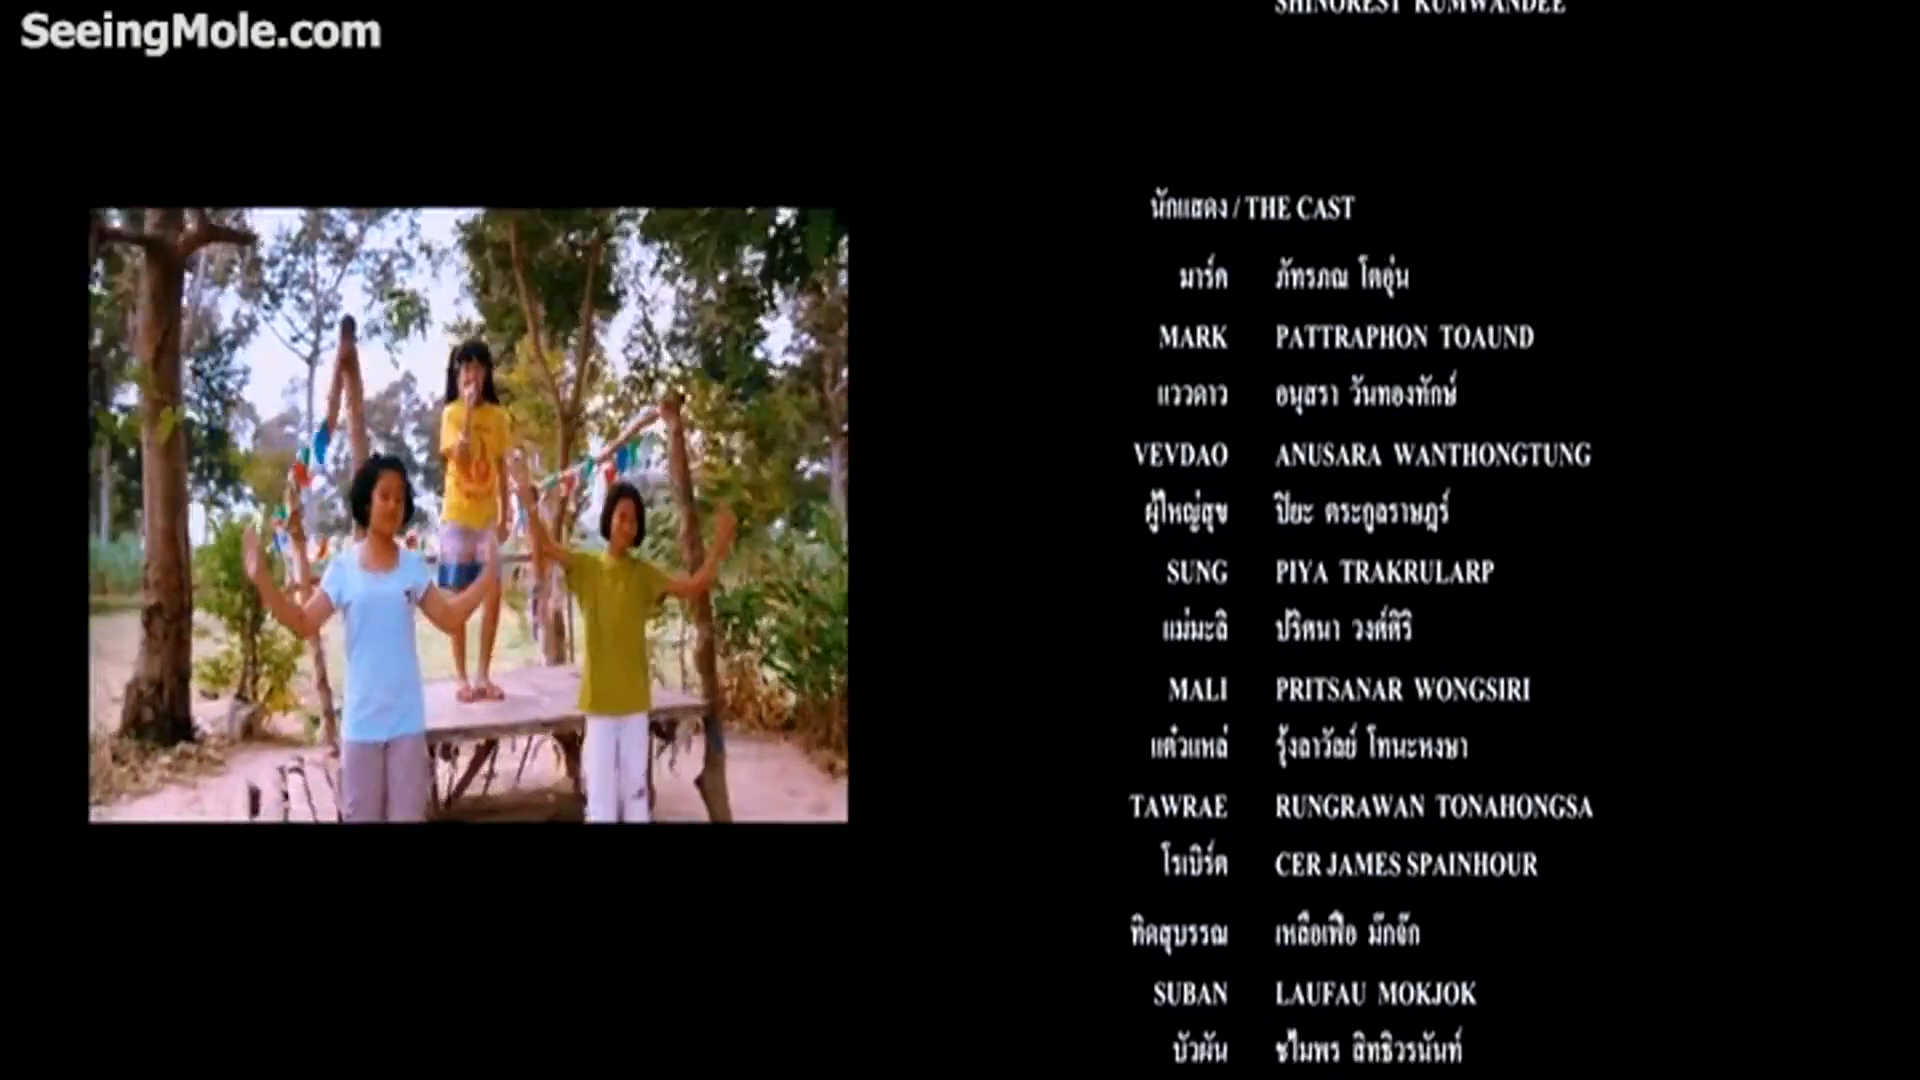 SeeingMole.com
SHINOREST KUMWANDEE
นักแสดง / THE CAST
มาร์ค ภัทรภณ โตอุ่น
MARK PATTRAPHON TOAUND
แววดาว อนุสรา วันทองทักษ์
VEVDAO ANUSARA WANTHONGTUNG
ผู้ใหญ่สุข ปิยะ ตระกูลราษฎร์
SUNG PIYA TRAKRULARP
แม่มะลิ ปริศนา วงศ์ศิริ
MALI PRITSANAR WONGSIRI
แต๋วแหล่ รุ้งลาวัลย์ โทนะหงษา
TAWRAE RUNGRAWAN TONAHONGSA
โรเบิร์ต CER JAMES SPAINHOUR
ทิดสุบรรณ เหลือเฟือ ม๊กจ๊ก
SUBAN LAUFAU MOKJOK
บัวผัน ชไมพร สิทธิวรนันท์